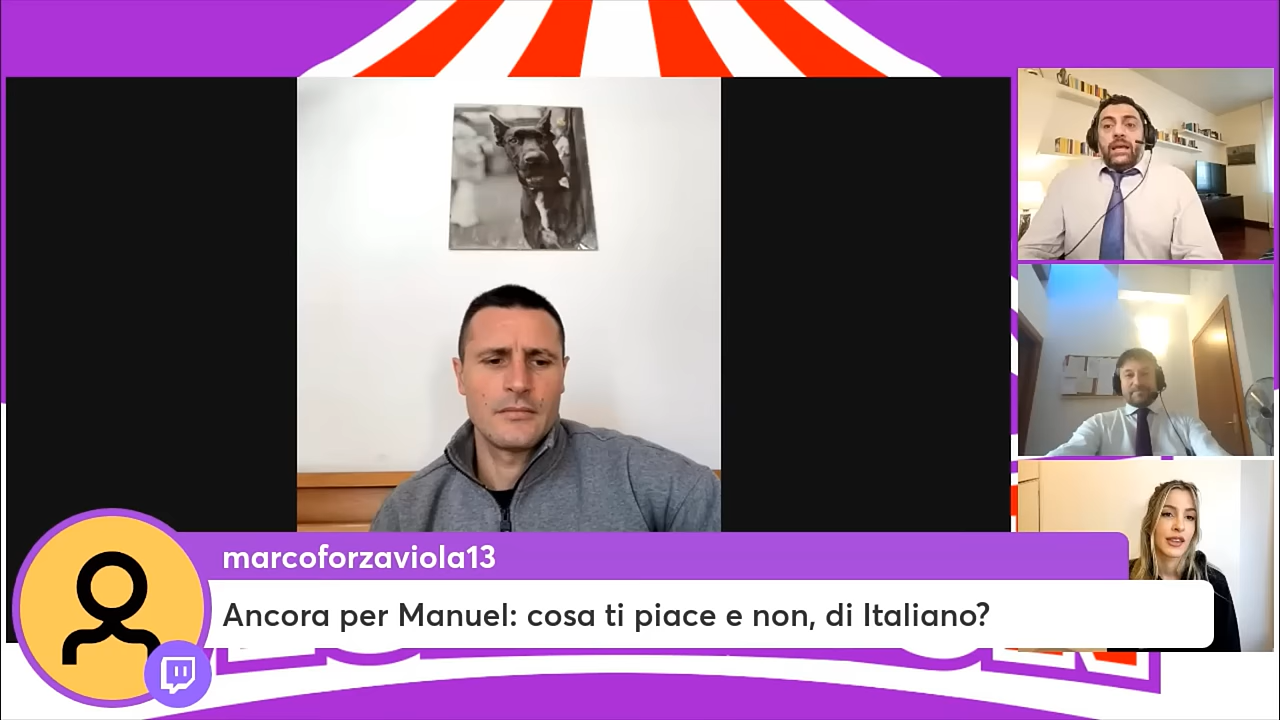 marcoforzaviola13
Ancora per Manuel: cosa ti piace e non, di Italiano?